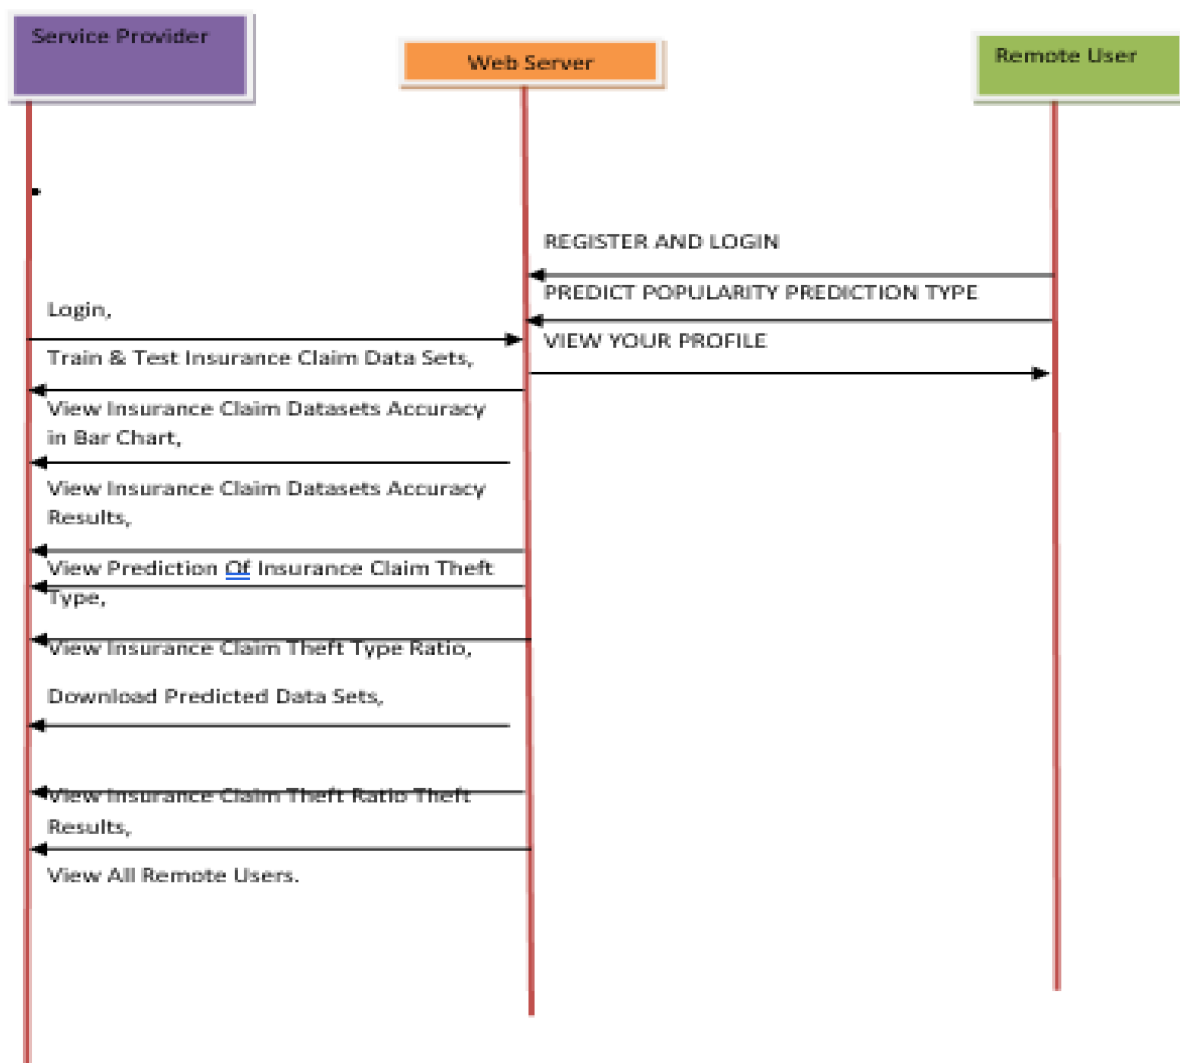 Service Provider
Web Server
Remote User
REGISTER AND LOGIN
PREDICT POPULARITY PREDICTION TYPE
VIEW YOUR PROFILE
Login,
Train & Test Insurance Claim Data Sets,
View Insurance Claim Datasets Accuracy
in Bar Chart,
View Insurance Claim Datasets Accuracy
Results,
View Prediction Of Insurance Claim Theft
Type,
View Insurance Claim Theft Type Ratio,
Download Predicted Data Sets,
View Insurance Claim Theft Ratio Theft
Results,
View All Remote Users.